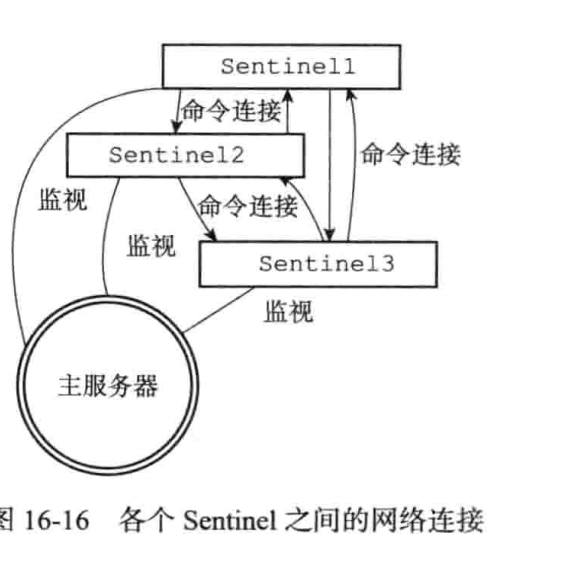 Sentinel1
命令连接
Sentinel2
命令连接
监视
命令连接
监视
Sentinel3
监视
主服务器
图 16-16 各个 Sentinel 之间的网络连接